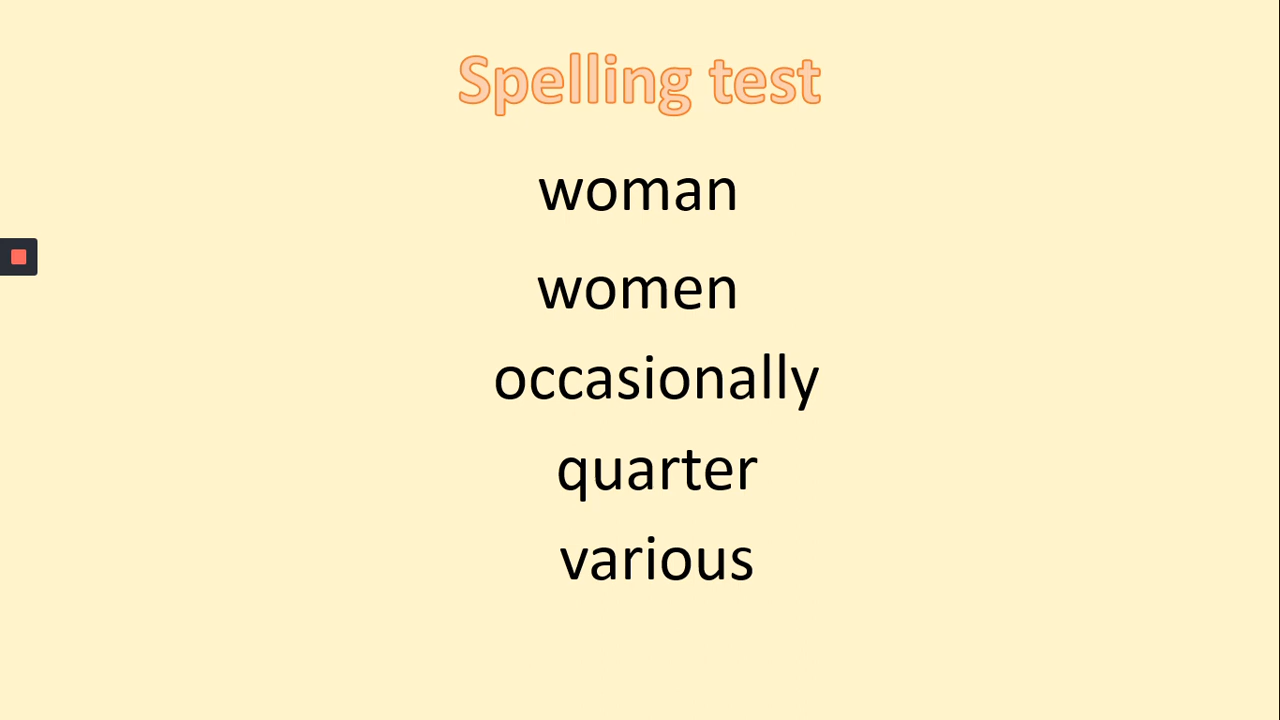 Spelling test
woman
women
occasionally
quarter
various